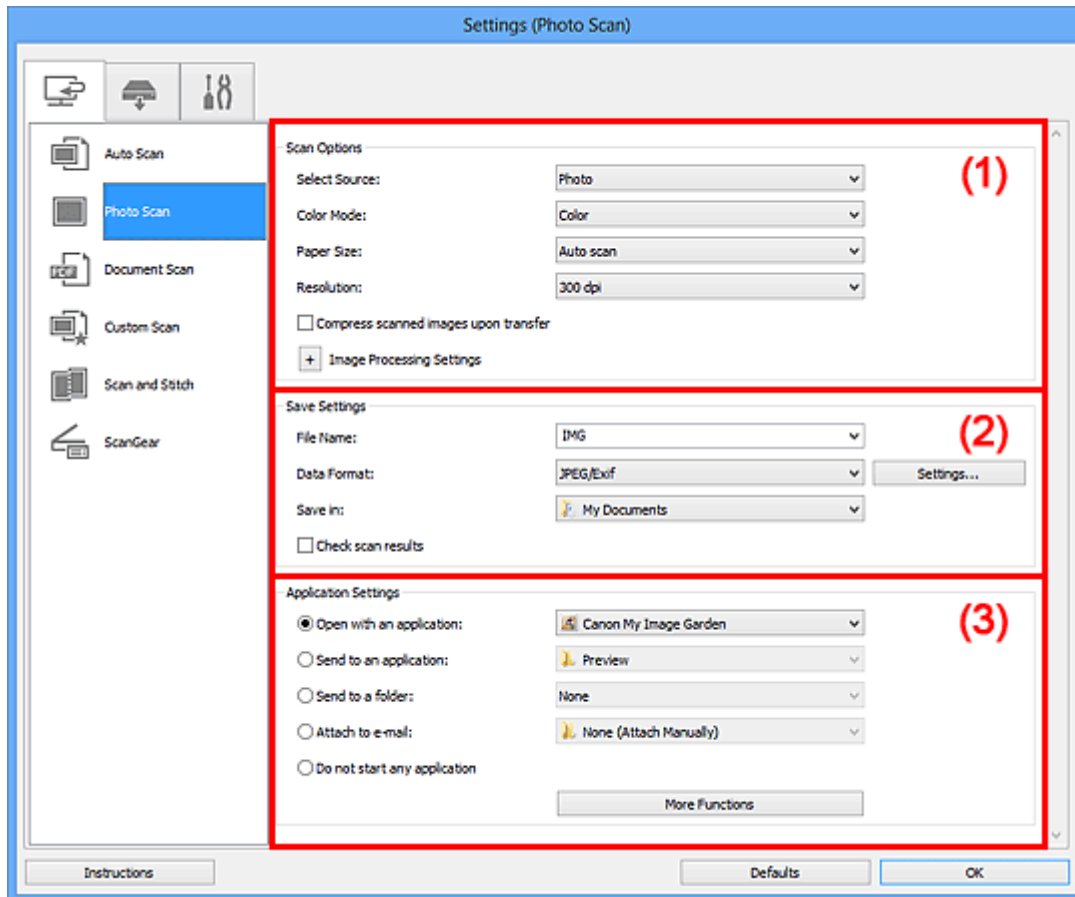 Settings (Photo Scan)
Auto Scan
Photo Scan
Document Scan
Custom Scan
Scan and Stitch
ScanGear
Scan Options
(1)
Select Source: Photo
Color Mode: Color
Paper Size: Auto scan
Resolution: 300 dpi
Compress scanned images upon transfer
+ Image Processing Settings
Save Settings
(2)
File Name: IMG
Data Format: JPEG/Exif Settings...
Save in: My Documents
Check scan results
Application Settings
(3)
Open with an application: Canon My Image Garden
Send to an application: Preview
Send to a folder: None
Attach to e-mail: None (Attach Manually)
Do not start any application
More Functions
Instructions Defaults OK